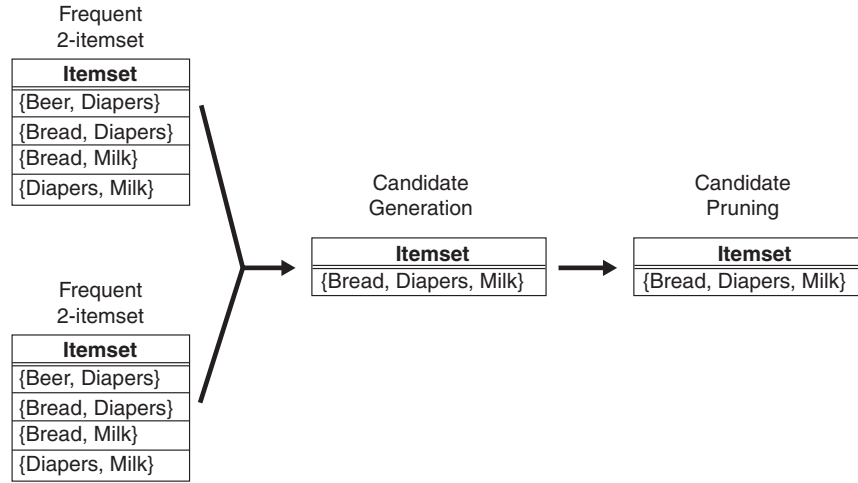 Frequent
2-itemset
Itemset
{Beer, Diapers}
{Bread, Diapers}
{Bread, Milk}
{Diapers, Milk}
Frequent
2-itemset
Itemset
{Beer, Diapers}
{Bread, Diapers}
{Bread, Milk}
{Diapers, Milk}
Candidate
Generation
Itemset
{Bread, Diapers, Milk}
Candidate
Pruning
Itemset
{Bread, Diapers, Milk}